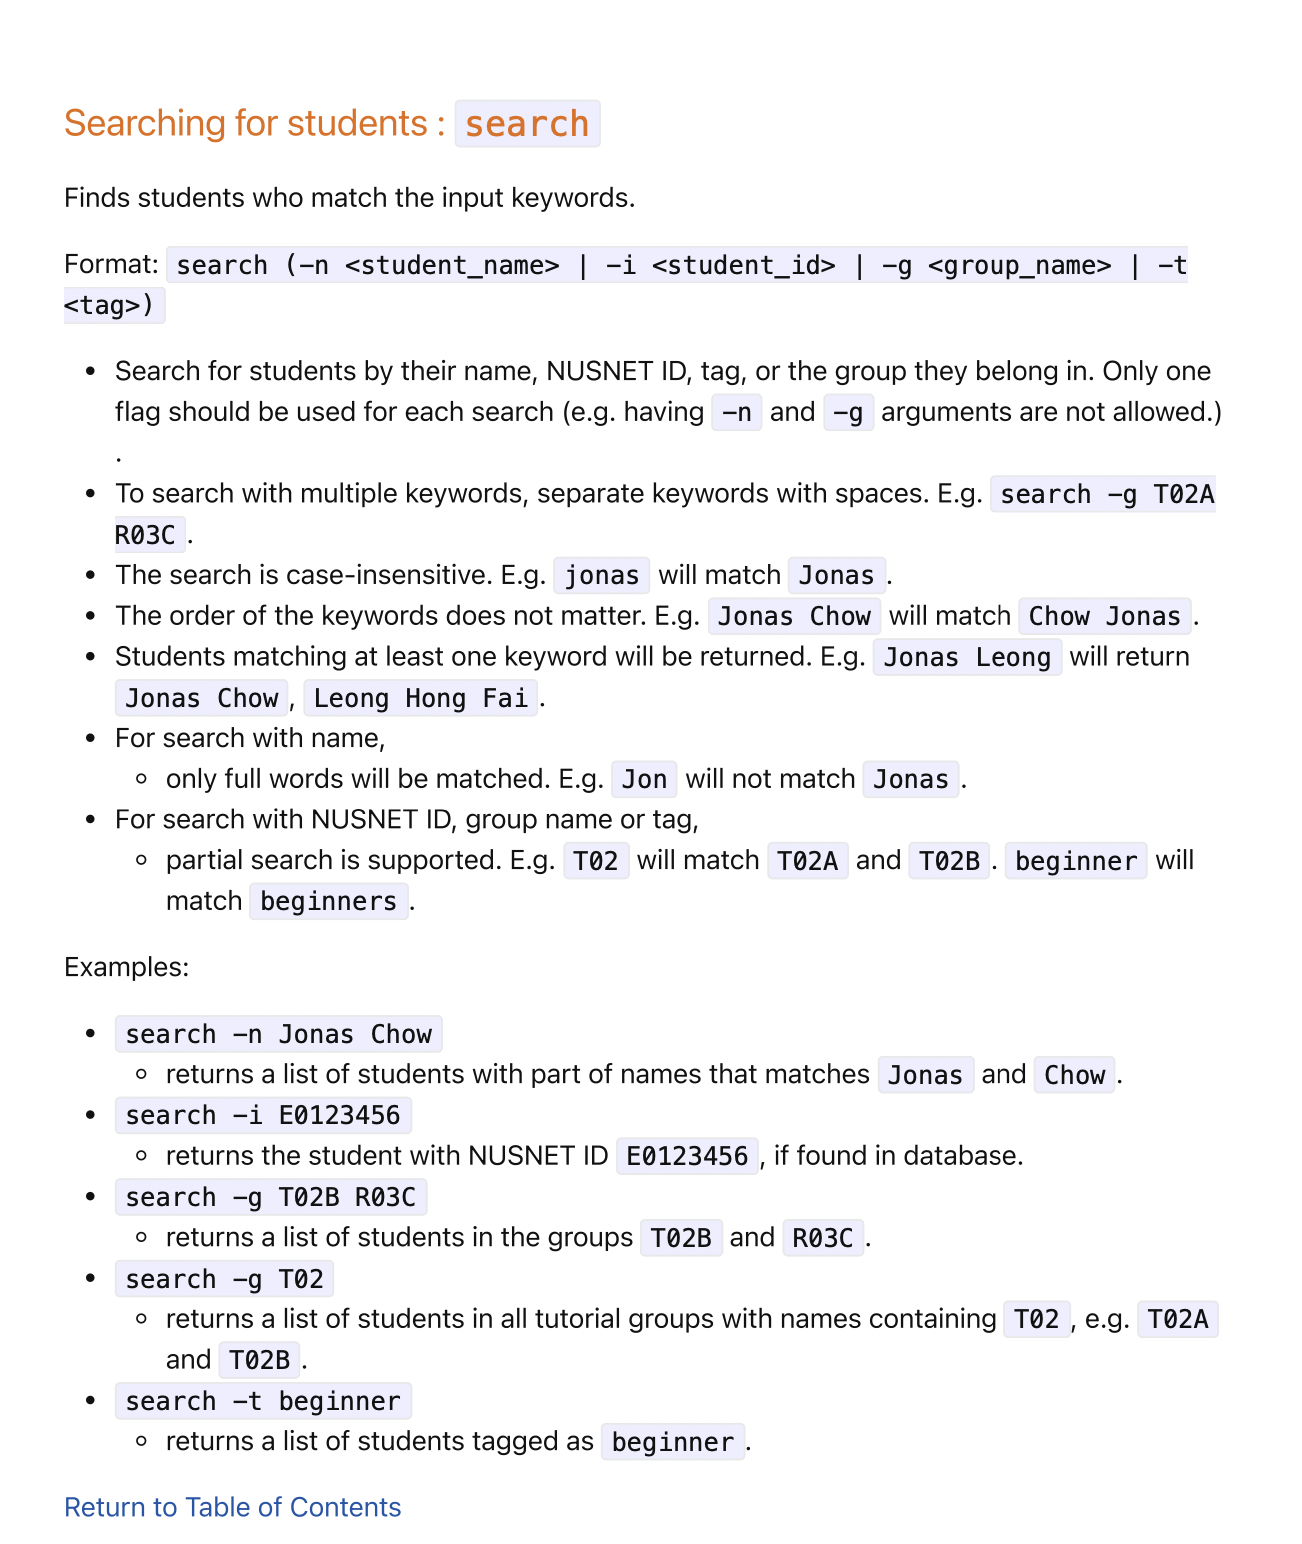 Searching for students : search
Finds students who match the input keywords.
Format: search (-n <student_name> | -i <student_id> | -g <group_name> | -t
<tag>)
• Search for students by their name, NUSNET ID, tag, or the group they belong in. Only one
flag should be used for each search (e.g. having -n and -g arguments are not allowed.)
.
• To search with multiple keywords, separate keywords with spaces. E.g. search -g T02A
R03C .
• The search is case-insensitive. E.g. jonas will match Jonas .
• The order of the keywords does not matter. E.g. Jonas Chow will match Chow Jonas .
• Students matching at least one keyword will be returned. E.g. Jonas Leong will return
Jonas Chow , Leong Hong Fai .
• For search with name,
◦ only full words will be matched. E.g. Jon will not match Jonas .
• For search with NUSNET ID, group name or tag,
◦ partial search is supported. E.g. T02 will match T02A and T02B . beginner will
match beginners .
Examples:
• search -n Jonas Chow
◦ returns a list of students with part of names that matches Jonas and Chow .
• search -i E0123456
◦ returns the student with NUSNET ID E0123456 , if found in database.
• search -g T02B R03C
◦ returns a list of students in the groups T02B and R03C .
• search -g T02
◦ returns a list of students in all tutorial groups with names containing T02 , e.g. T02A
and T02B .
• search -t beginner
◦ returns a list of students tagged as beginner .
Return to Table of Contents